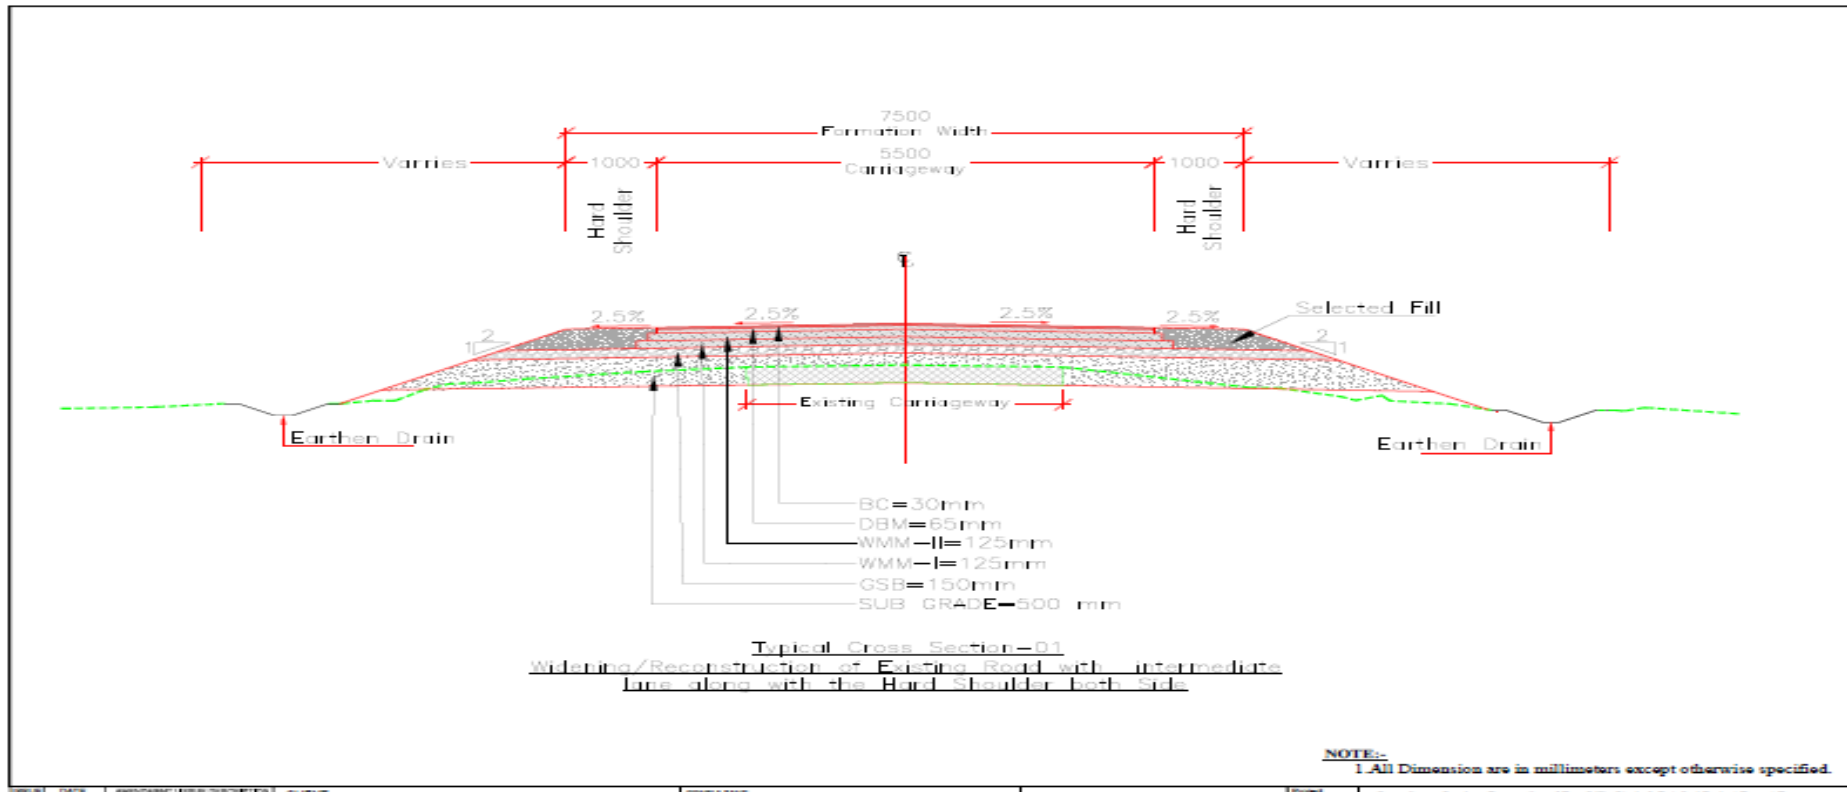 7500
Formation Width
Varries
1000
5500
Carriageway
1000
Varries
Hard
Shoulder
Hard
Shoulder
℄
2.5%
2.5%
2.5%
2.5%
Selected Fill
2
1
2
1
Existing Carriageway
Earthen Drain
Earthen Drain
BC=30mm
DBM=65mm
WMM-II=125mm
WMM-I=125mm
GSB=150mm
SUB GRADE-500 mm
Typical Cross Section-01
Widening/Reconstruction of Existing Road with intermediate
lane along with the Hard Shoulder both Side
NOTE:-
1.All Dimension are in millimeters except otherwise specified.